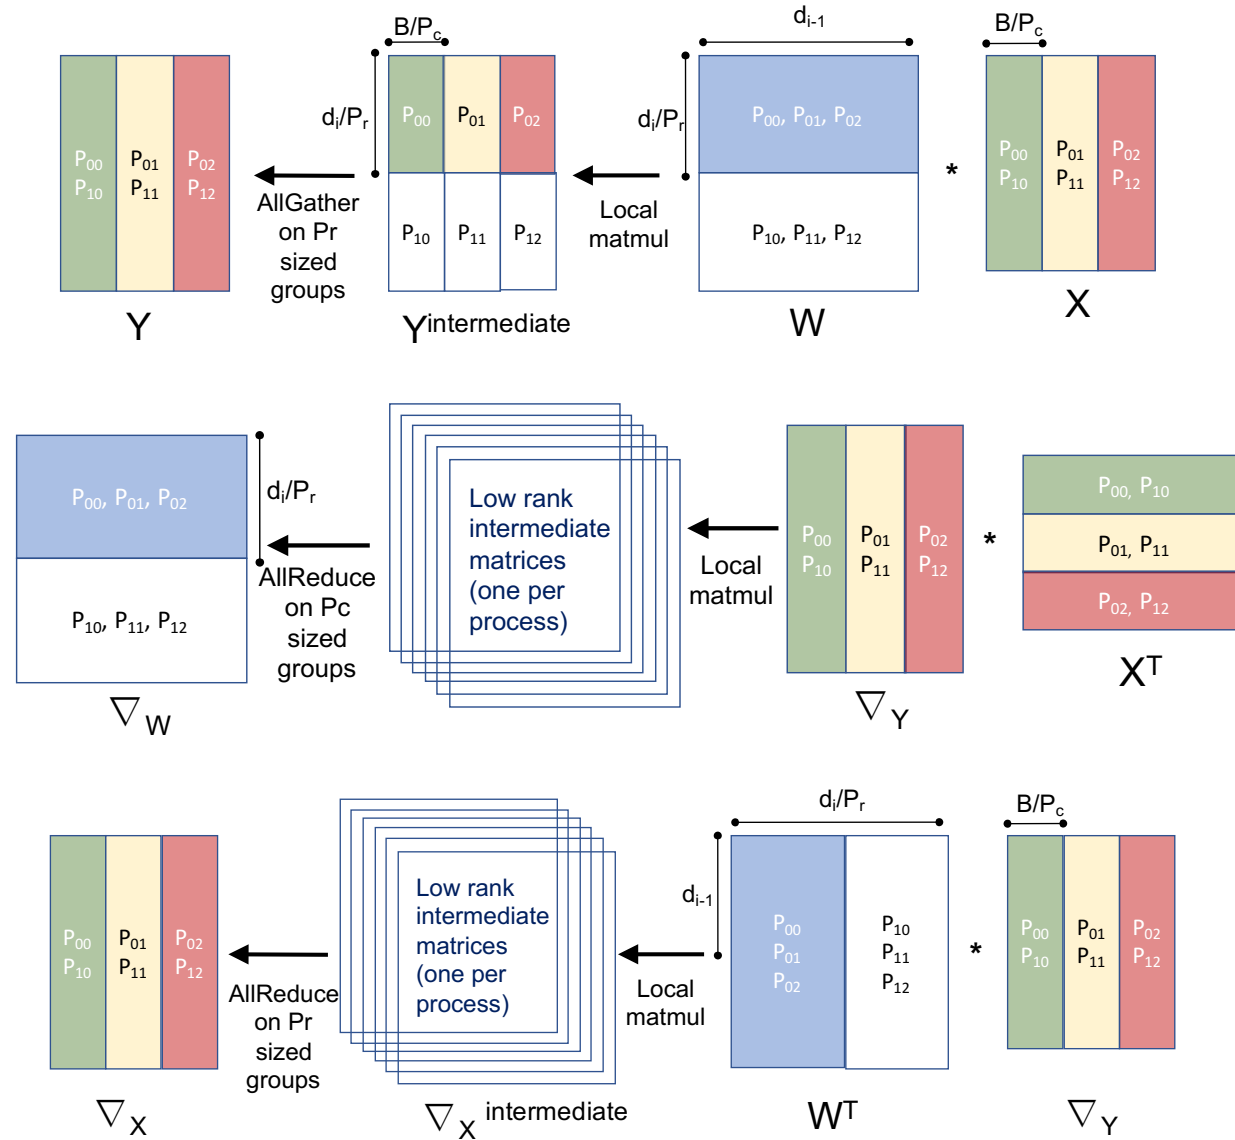 B/Pc
di-1
B/Pc
di/Pr
P00
P01
P02
di/Pr
P00, P01, P02
P00
P10
P01
P11
P02
P12
*
P00
P10
P01
P11
P02
P12
AllGather
on Pr
sized
groups
P10
P11
P12
Local
matmul
P10, P11, P12
Y
Yintermediate
W
X
P00, P01, P02
di/Pr
AllReduce
on Pc
sized
groups
P10, P11, P12
Low rank
intermediate
matrices
(one per
process)
Local
matmul
P00
P10
P01
P11
P02
P12
*
P00, P10
P01, P11
P02, P12
∇W
∇Y
XT
di/Pr
B/Pc
di-1
P00
P10
P01
P11
P02
P12
AllReduce
on Pr
sized
groups
Low rank
intermediate
matrices
(one per
process)
Local
matmul
P00
P01
P02
P10
P11
P12
*
P00
P10
P01
P11
P02
P12
∇X
∇X intermediate
WT
∇Y